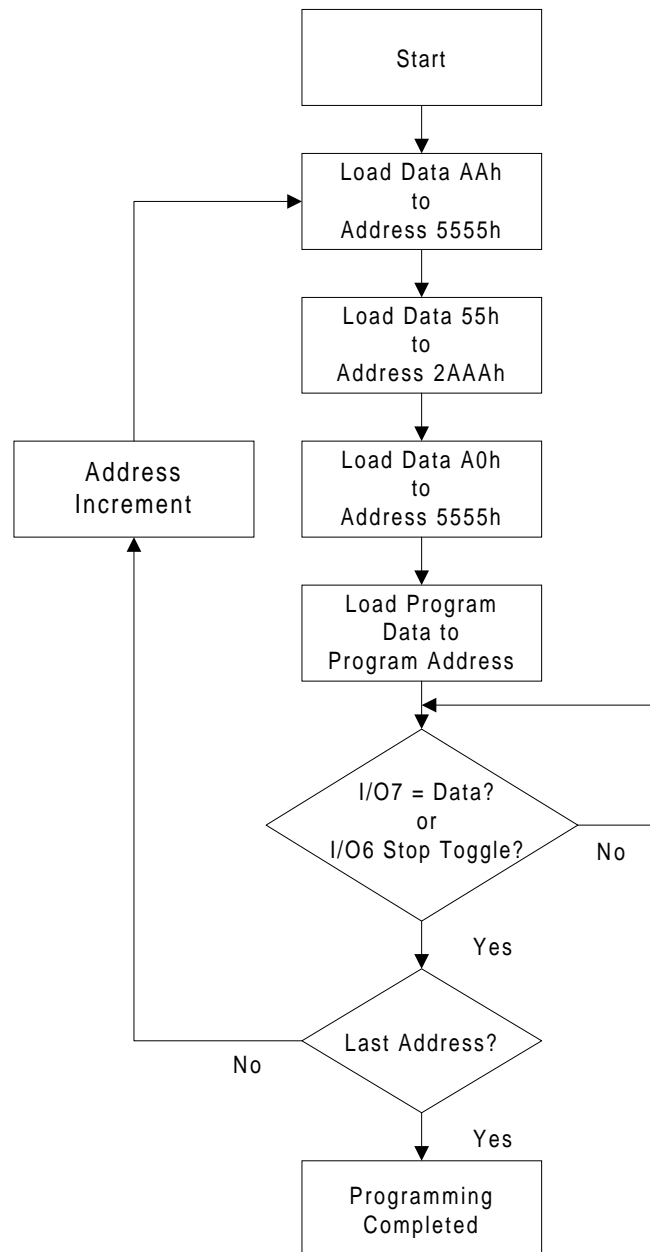 Start
Load Data AAh
to
Address 5555h
Load Data 55h
to
Address 2AAAh
Address
Increment
Load Data A0h
to
Address 5555h
Load Program
Data to
Program Address
I/O7 = Data?
or
I/O6 Stop Toggle?
No
Yes
Last Address?
No
Yes
Programming
Completed